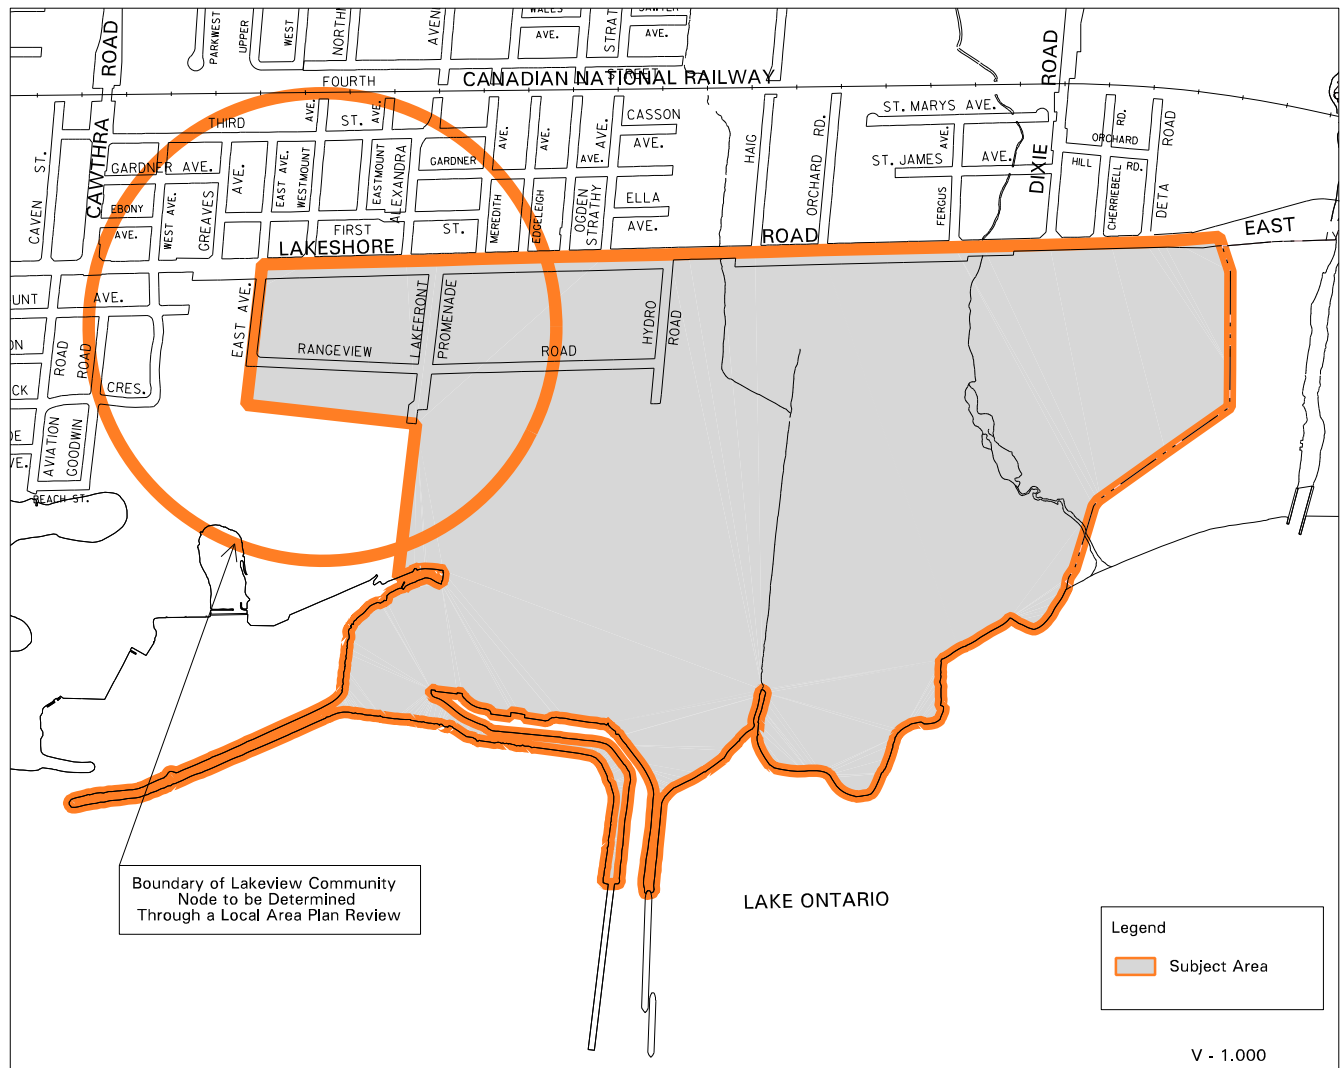 ROAD
PARKWEST
UPPER
WEST
AVE.
AVE.
ROAD
FOURTH
STREET
CANADIAN NATIONAL RAILWAY
CAWTHRA
THIRD
ST.
AVE.
AVE.
CASSON
AVE.
ST. MARYS AVE.
ORCHARD
RD.
ROAD
GARDNER AVE.
GARDNER
AVE.
AVE.
AVE.
AVE.
HAIG
ORCHARD RD.
ST. JAMES
AVE.
AVE.
DIXIE
HILL
CHERRIEBELL
RD.
DETA
CAVEN ST.
EBONY
AVE.
WEST AVE.
GREAVES
AVE.
EAST AVE.
WESTMOUNT
EASTMOUNT
ALEXANDRA
MEREDITH
EDGELEIGH
OGDEN
STRATHY
ELLA
AVE.
FERGUS
FIRST
ST.
LAKESHORE
ROAD
EAST
UNT
AVE.
EAST AVE.
LAKEFRONT
PROMENADE
HYDRO
ROAD
ON
ROAD
ROAD
RANGEVIEW
ROAD
CK
CRES.
DE
AVIATION
GOODWIN
VE.
BEACH ST.
Boundary of Lakeview Community
Node to be Determined
Through a Local Area Plan Review
LAKE ONTARIO
Legend
Subject Area
V - 1.000